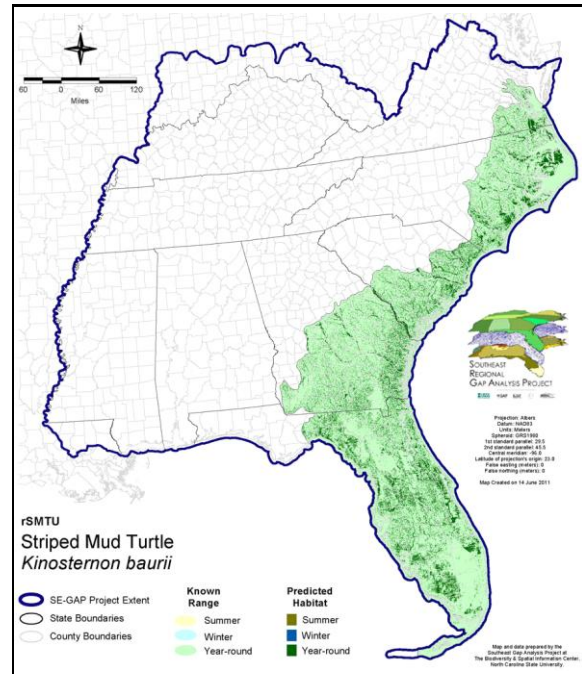 N
60 0 60 120
Miles
SOUTHEAST
REGIONAL
GAP ANALYSIS PROJECT
Projection: Albers
Datum: NAD83
Units: Meters
Spheroid: GRS1980
1st standard parallel: 29.5
2nd standard parallel: 45.5
Central meridian: -96.0
Latitude of projection's origin: 23.0
False easting (meters): 0
False northing (meters): 0
Map Created on 14 June 2011
rSMTU
Striped Mud Turtle
Kinosternon baurii
SE-GAP Project Extent
State Boundaries
County Boundaries
Known
Range
Summer
Winter
Year-round
Predicted
Habitat
Summer
Winter
Year-round
Map and data prepared by the
Southeast Gap Analysis Project at
The Biodiversity & Spatial Information Center,
North Carolina State University.